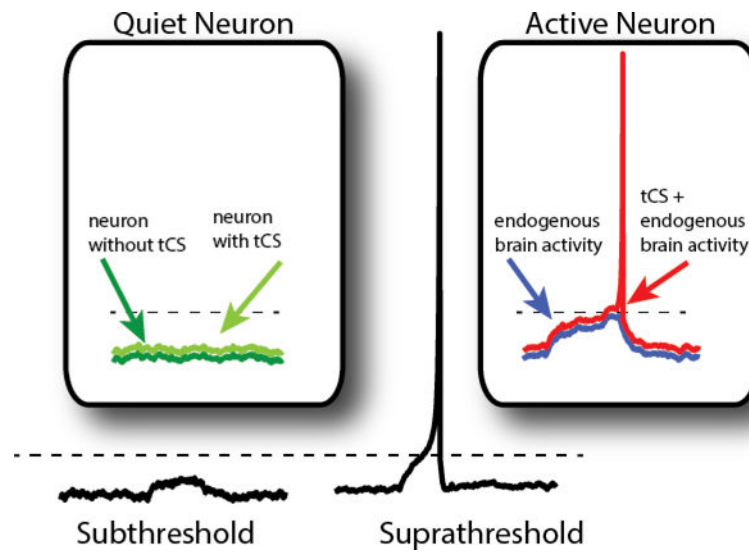 Quiet Neuron
Active Neuron
neuron
without tCS
neuron
with tCS
endogenous
brain activity
tCS +
endogenous
brain activity
Subthreshold
Suprathreshold